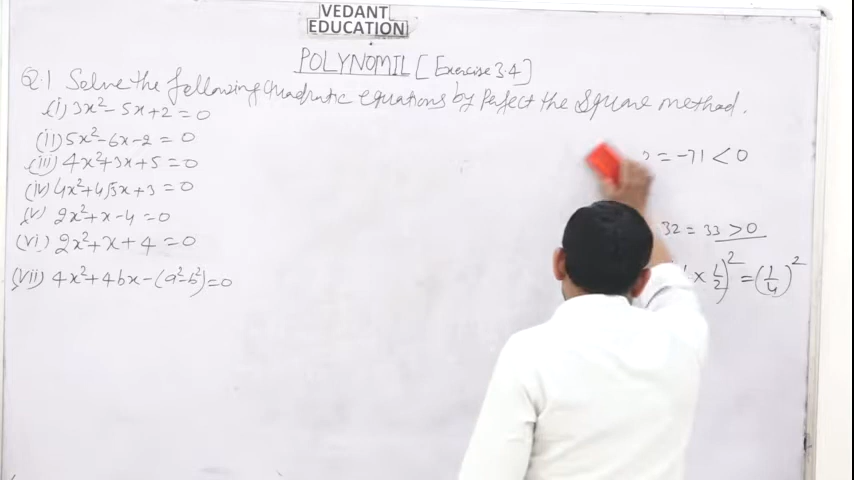 VEDANT
EDUCATION
POLYNOMIL [Exercise 3.4]
Q.1 Solve the following Quadratic equations by Perfect the Square method.
(i) 3x² - 5x + 2 = 0
(ii) 5x² - 6x - 2 = 0
(iii) 4x² + 3x + 5 = 0
(iv) 4x² + 4√3x + 3 = 0
(v) 2x² + x - 4 = 0
(vi) 2x² + x + 4 = 0
(vii) 4x² + 4bx - (a² - b²) = 0
= -71 < 0
32 = 33 > 0
× 1/2)² = (1/4)²